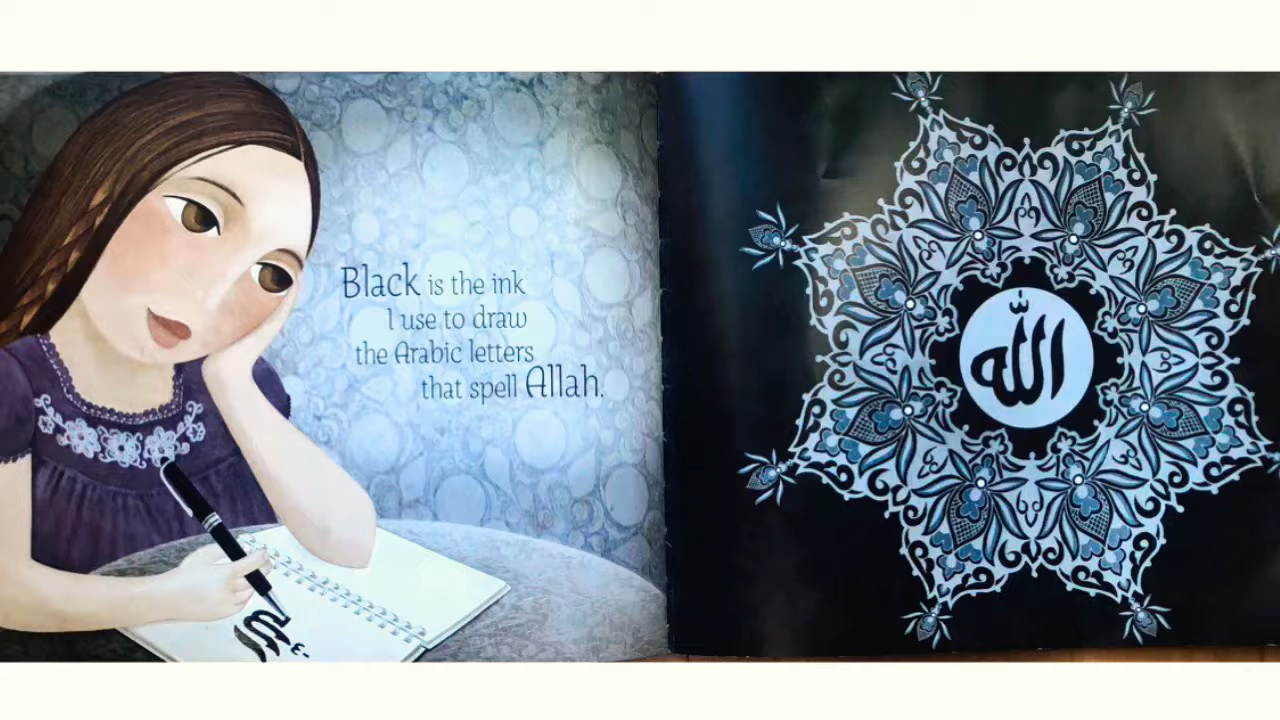 Black is the ink
I use to draw
the Arabic letters
that spell Allah.
الله